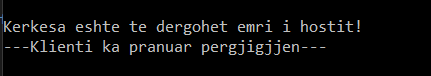 Kerkesa eshte te dergohet emri i hostit!
---Klienti ka pranuar pergjigjjen---